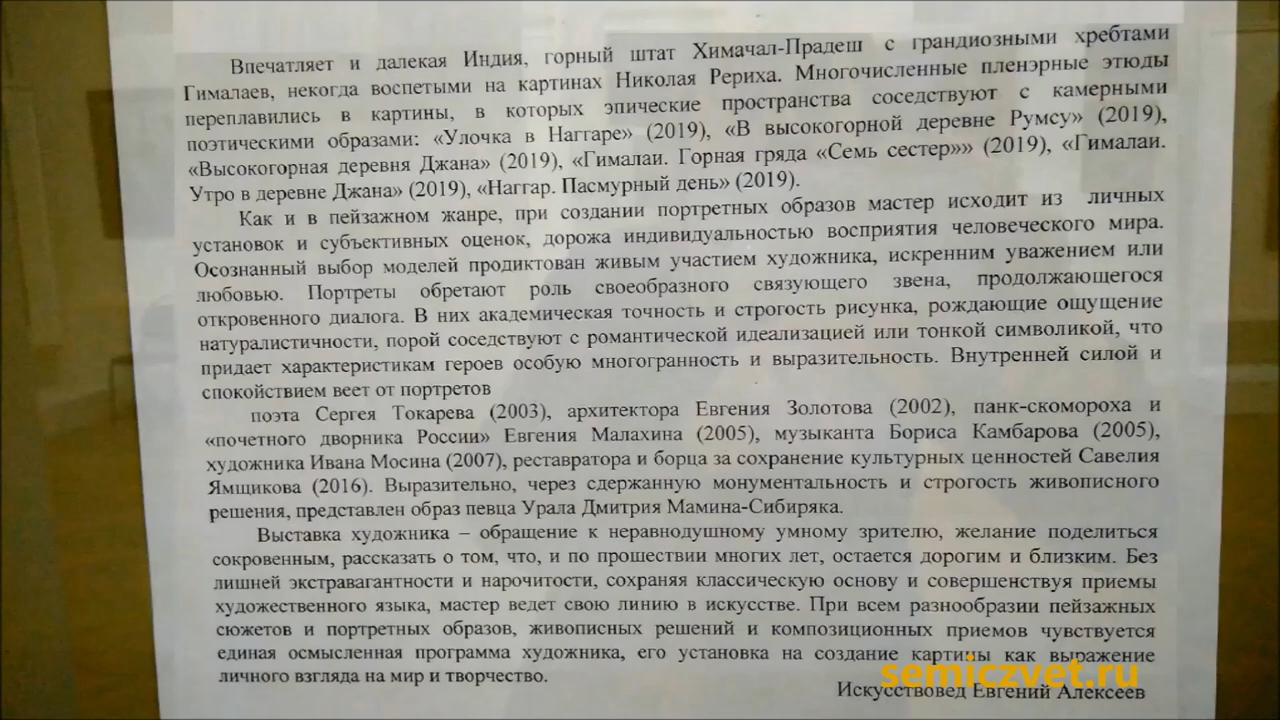 Впечатляет и далекая Индия, горный штат Химачал-Прадеш с грандиозными хребтами
Гималаев, некогда воспетыми на картинах Николая Рериха. Многочисленные пленэрные этюды
переплавились в картины, в которых эпические пространства соседствуют с камерными
поэтическими образами: «Улочка в Наггаре» (2019), «В высокогорной деревне Румсу» (2019),
«Высокогорная деревня Джана» (2019), «Гималаи. Горная гряда «Семь сестер»» (2019), «Гималаи.
Утро в деревне Джана» (2019), «Наггар. Пасмурный день» (2019).
Как и в пейзажном жанре, при создании портретных образов мастер исходит из личных
установок и субъективных оценок, дорожа индивидуальностью восприятия человеческого мира.
Осознанный выбор моделей продиктован живым участием художника, искренним уважением или
любовью. Портреты обретают роль своеобразного связующего звена, продолжающегося
откровенного диалога. В них академическая точность и строгость рисунка, рождающие ощущение
натуралистичности, порой соседствуют с романтической идеализацией или тонкой символикой, что
придает характеристикам героев особую многогранность и выразительность. Внутренней силой и
спокойствием веет от портретов
поэта Сергея Токарева (2003), архитектора Евгения Золотова (2002), панк-скомороха и
«почетного дворника России» Евгения Малахина (2005), музыканта Бориса Камбарова (2005),
художника Ивана Мосина (2007), реставратора и борца за сохранение культурных ценностей Савелия
Ямщикова (2016). Выразительно, через сдержанную монументальность и строгость живописного
решения, представлен образ певца Урала Дмитрия Мамина-Сибиряка.
Выставка художника – обращение к неравнодушному умному зрителю, желание поделиться
сокровенным, рассказать о том, что, и по прошествии многих лет, остается дорогим и близким. Без
лишней экстравагантности и нарочитости, сохраняя классическую основу и совершенствуя приемы
художественного языка, мастер ведет свою линию в искусстве. При всем разнообразии пейзажных
сюжетов и портретных образов, живописных решений и композиционных приемов чувствуется
единая осмысленная программа художника, его установка на создание картины как выражение
личного взгляда на мир и творчество.
semiczvet.ru
Искусствовед Евгений Алексеев